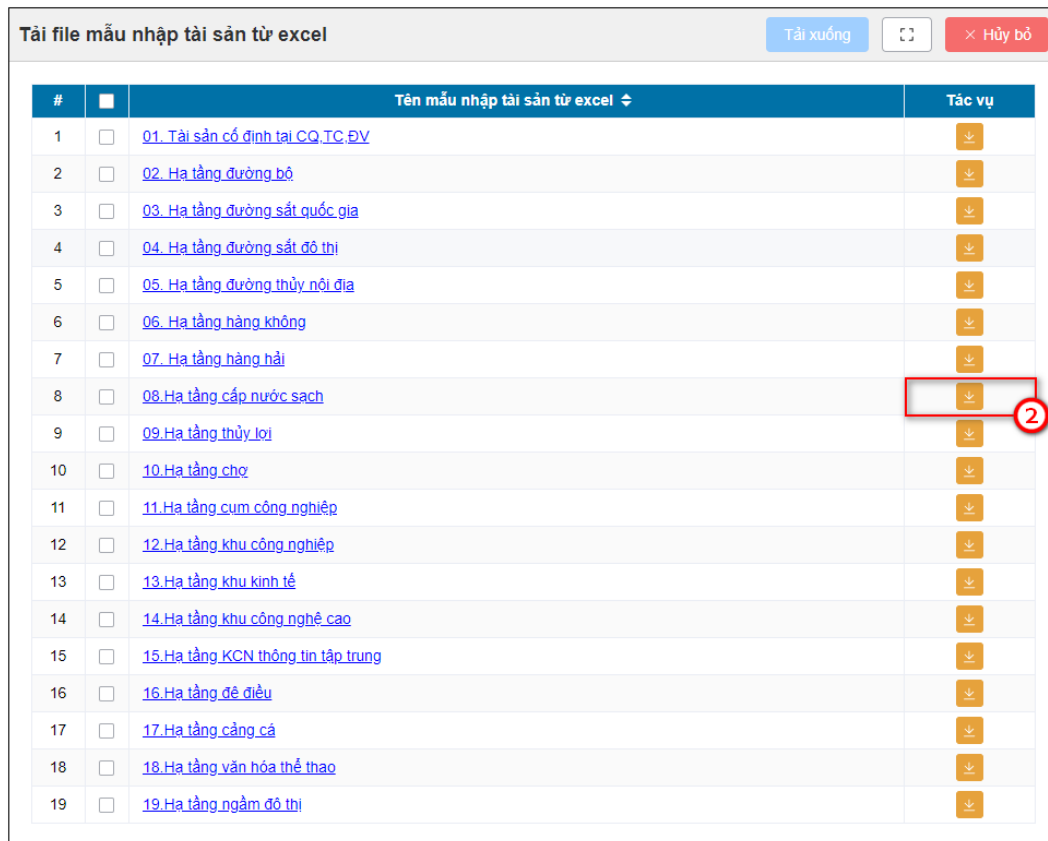 Tải file mẫu nhập tài sản từ excel Tải xuống × Hủy bỏ
# Tên mẫu nhập tài sản từ excel Tác vụ
1 01. Tài sản cố định tại CQ,TC,ĐV
2 02. Hạ tầng đường bộ
3 03. Hạ tầng đường sắt quốc gia
4 04. Hạ tầng đường sắt đô thị
5 05. Hạ tầng đường thủy nội địa
6 06. Hạ tầng hàng không
7 07. Hạ tầng hàng hải
8 08.Hạ tầng cấp nước sạch
2
9 09.Hạ tầng thủy lợi
10 10.Hạ tầng chợ
11 11.Hạ tầng cụm công nghiệp
12 12.Hạ tầng khu công nghiệp
13 13.Hạ tầng khu kinh tế
14 14.Hạ tầng khu công nghệ cao
15 15.Hạ tầng KCN thông tin tập trung
16 16.Hạ tầng đê điều
17 17.Hạ tầng cảng cá
18 18.Hạ tầng văn hóa thể thao
19 19.Hạ tầng ngầm đô thị